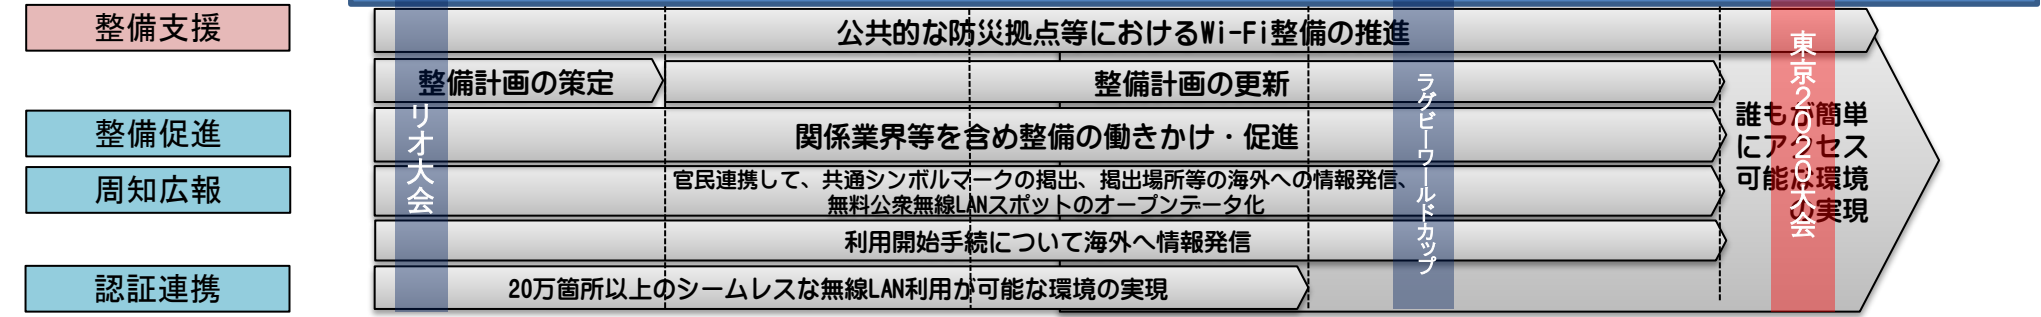 整備支援
公共的な防災拠点等におけるWi-Fi整備の推進
整備計画の策定
整備計画の更新
整備促進
関係業界等を含め整備の働きかけ・促進
周知広報
官民連携して、共通シンボルマークの掲出、掲出場所等の海外への情報発信、
無料公衆無線LANスポットのオープンデータ化
利用開始手続について海外へ情報発信
認証連携
20万箇所以上のシームレスな無線LAN利用が可能な環境の実現
リオ大会
ラグビーワールドカップ
東京2020大会
誰もが簡単
にアクセス
可能な環境
の実現